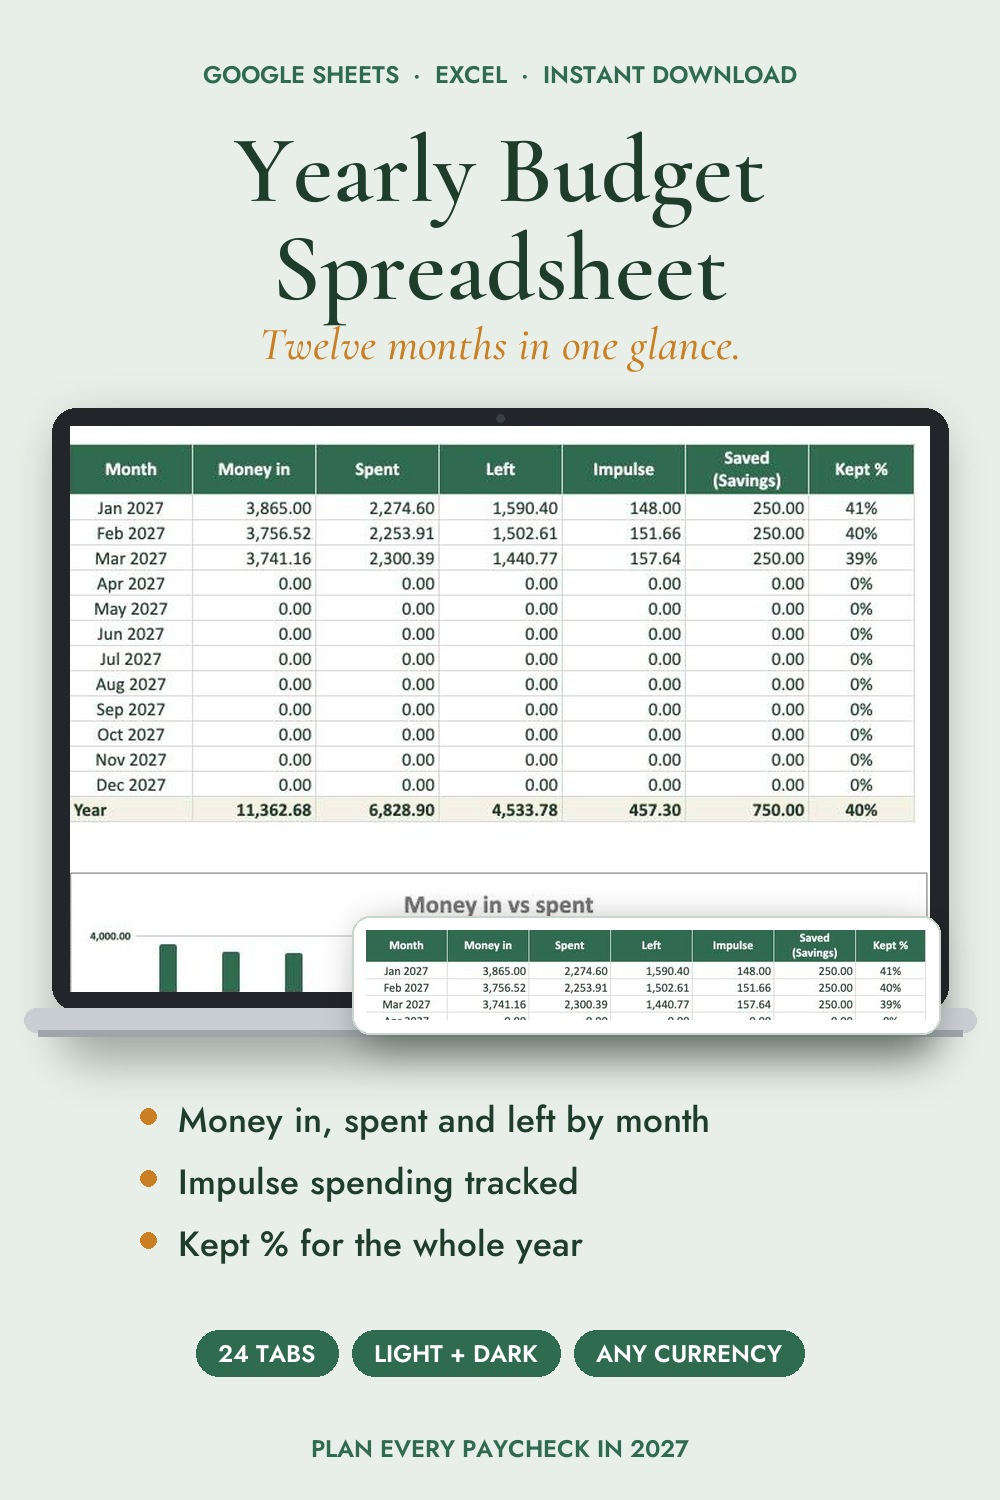 GOOGLE SHEETS · EXCEL · INSTANT DOWNLOAD
Yearly Budget
Spreadsheet
Twelve months in one glance.
Month Money in Spent Left Impulse Saved (Savings) Kept %
Jan 2027 3,865.00 2,274.60 1,590.40 148.00 250.00 41%
Feb 2027 3,756.52 2,253.91 1,502.61 151.66 250.00 40%
Mar 2027 3,741.16 2,300.39 1,440.77 157.64 250.00 39%
Apr 2027 0.00 0.00 0.00 0.00 0.00 0%
May 2027 0.00 0.00 0.00 0.00 0.00 0%
Jun 2027 0.00 0.00 0.00 0.00 0.00 0%
Jul 2027 0.00 0.00 0.00 0.00 0.00 0%
Aug 2027 0.00 0.00 0.00 0.00 0.00 0%
Sep 2027 0.00 0.00 0.00 0.00 0.00 0%
Oct 2027 0.00 0.00 0.00 0.00 0.00 0%
Nov 2027 0.00 0.00 0.00 0.00 0.00 0%
Dec 2027 0.00 0.00 0.00 0.00 0.00 0%
Year 11,362.68 6,828.90 4,533.78 457.30 750.00 40%
Money in vs spent
4,000.00
Month Money in Spent Left Impulse Saved (Savings) Kept %
Jan 2027 3,865.00 2,274.60 1,590.40 148.00 250.00 41%
Feb 2027 3,756.52 2,253.91 1,502.61 151.66 250.00 40%
Mar 2027 3,741.16 2,300.39 1,440.77 157.64 250.00 39%
Money in, spent and left by month
Impulse spending tracked
Kept % for the whole year
24 TABS LIGHT + DARK ANY CURRENCY
PLAN EVERY PAYCHECK IN 2027